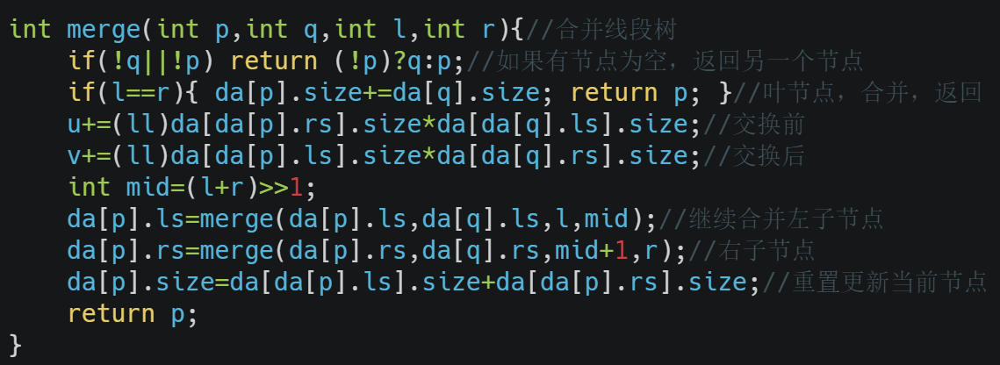 int merge(int p,int q,int l,int r){//合并线段树
    if(!q||!p) return (!p)?q:p;//如果有节点为空，返回另一个节点
    if(l==r){ da[p].size+=da[q].size; return p; }//叶节点，合并，返回
    u+=(ll)da[da[p].rs].size*da[da[q].ls].size;//交换前
    v+=(ll)da[da[p].ls].size*da[da[q].rs].size;//交换后
    int mid=(l+r)>>1;
    da[p].ls=merge(da[p].ls,da[q].ls,l,mid);//继续合并左子节点
    da[p].rs=merge(da[p].rs,da[q].rs,mid+1,r);//右子节点
    da[p].size=da[da[p].ls].size+da[da[p].rs].size;//重置更新当前节点
    return p;
}